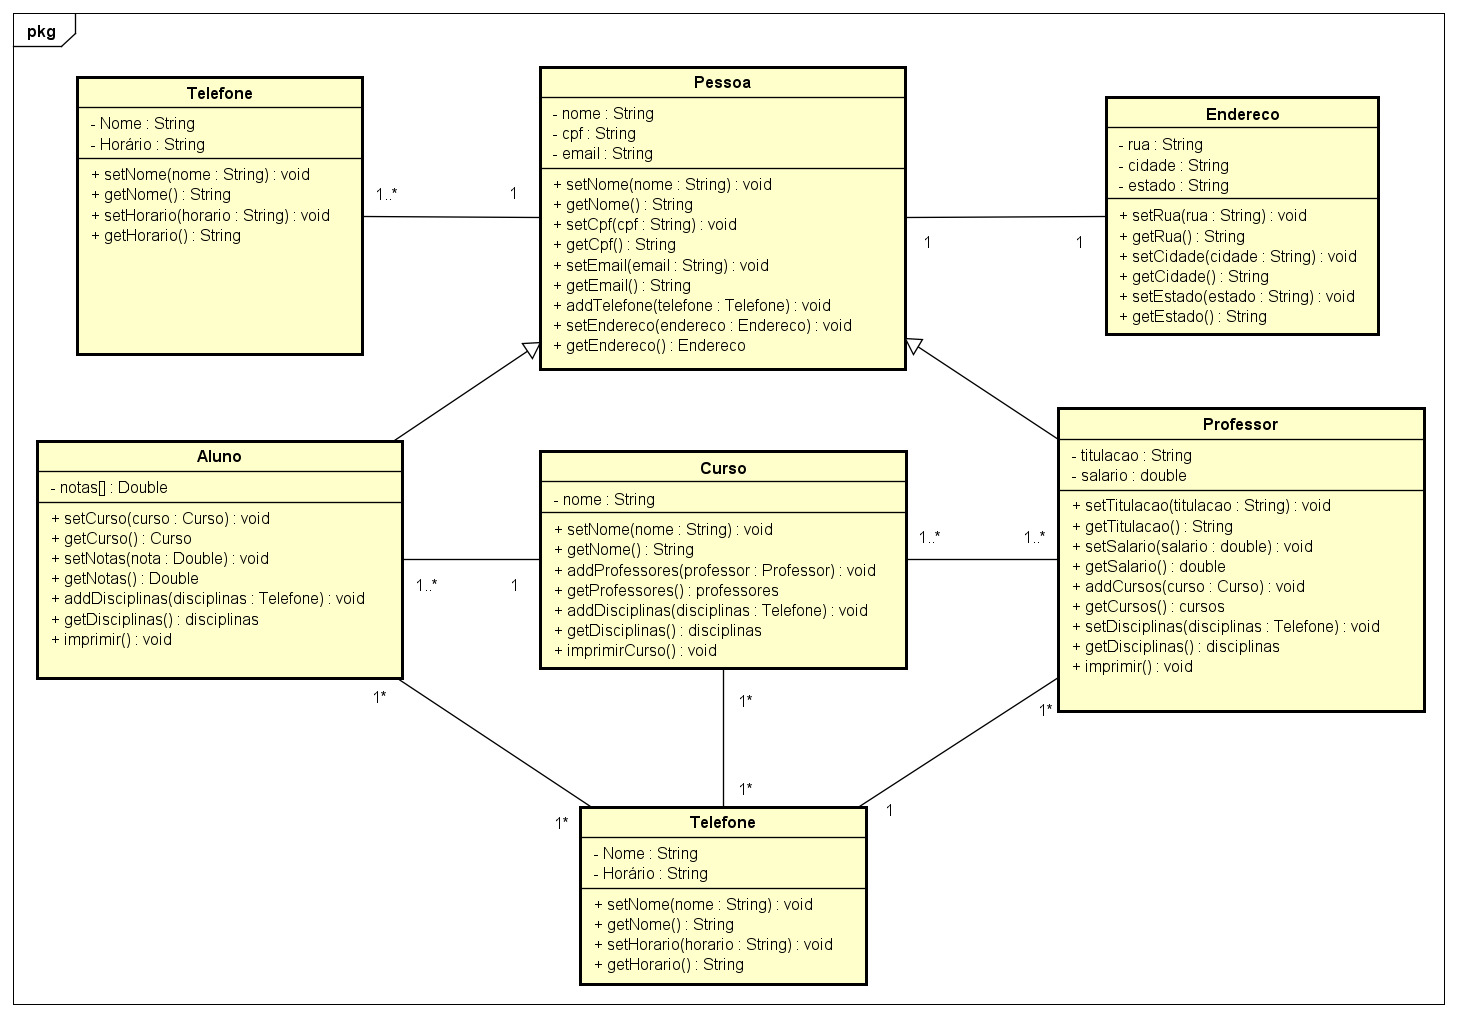 pkg
Telefone
- Nome : String
- Horário : String
+ setNome(nome : String) : void
+ getNome() : String
+ setHorario(horario : String) : void
+ getHorario() : String
1..*
1
Pessoa
- nome : String
- cpf : String
- email : String
+ setNome(nome : String) : void
+ getNome() : String
+ setCpf(cpf : String) : void
+ getCpf() : String
+ setEmail(email : String) : void
+ getEmail() : String
+ addTelefone(telefone : Telefone) : void
+ setEndereco(endereco : Endereco) : void
+ getEndereco() : Endereco
1
1
Endereco
- rua : String
- cidade : String
- estado : String
+ setRua(rua : String) : void
+ getRua() : String
+ setCidade(cidade : String) : void
+ getCidade() : String
+ setEstado(estado : String) : void
+ getEstado() : String
Aluno
- notas[] : Double
+ setCurso(curso : Curso) : void
+ getCurso() : Curso
+ setNotas(nota : Double) : void
+ getNotas() : Double
+ addDisciplinas(disciplinas : Telefone) : void
+ getDisciplinas() : disciplinas
+ imprimir() : void
1..*
1
Curso
- nome : String
+ setNome(nome : String) : void
+ getNome() : String
+ addProfessores(professor : Professor) : void
+ getProfessores() : professores
+ addDisciplinas(disciplinas : Telefone) : void
+ getDisciplinas() : disciplinas
+ imprimirCurso() : void
1..*
1..*
Professor
- titulacao : String
- salario : double
+ setTitulacao(titulacao : String) : void
+ getTitulacao() : String
+ setSalario(salario : double) : void
+ getSalario() : double
+ addCursos(curso : Curso) : void
+ getCursos() : cursos
+ setDisciplinas(disciplinas : Telefone) : void
+ getDisciplinas() : disciplinas
+ imprimir() : void
1*
1*
1*
1*
1*
1
Telefone
- Nome : String
- Horário : String
+ setNome(nome : String) : void
+ getNome() : String
+ setHorario(horario : String) : void
+ getHorario() : String